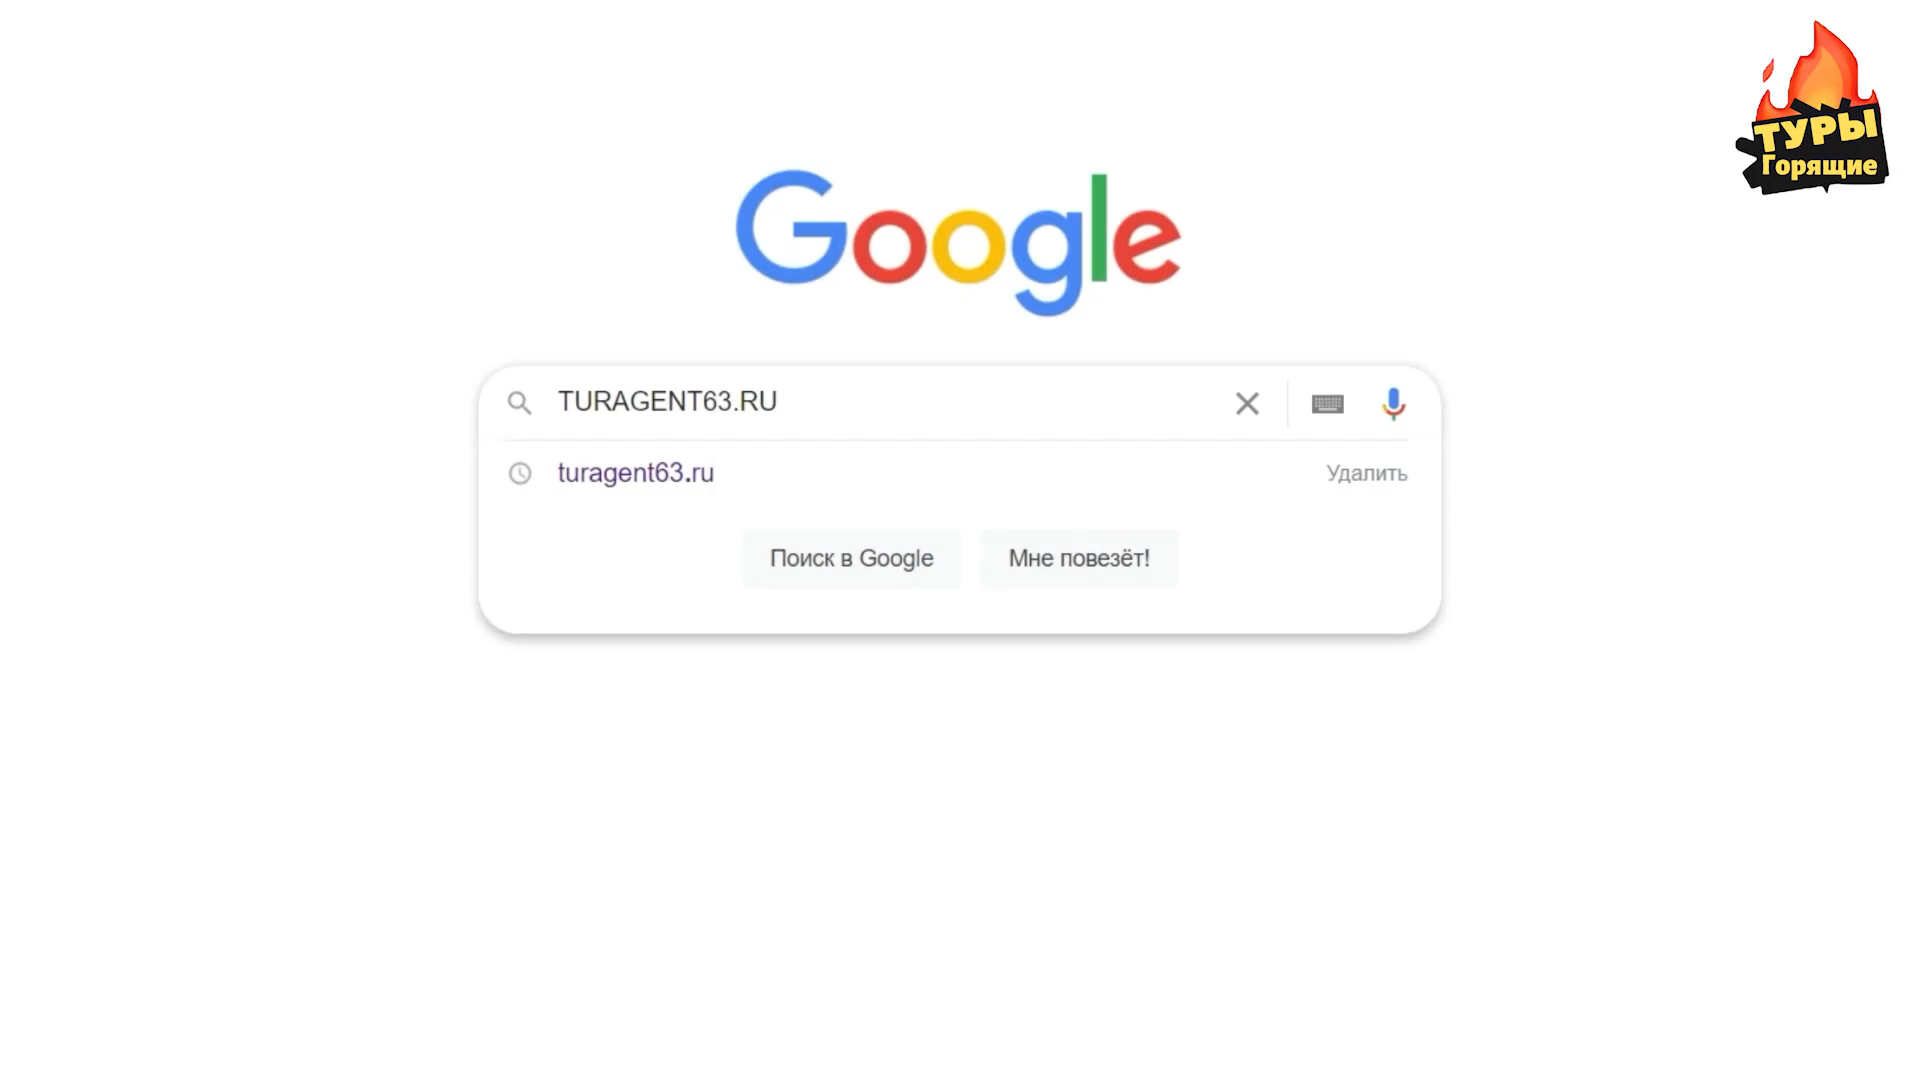 ТУРЫ
Горящие
Google
TURAGENT63.RU
turagent63.ru
Удалить
Поиск в Google
Мне повезёт!